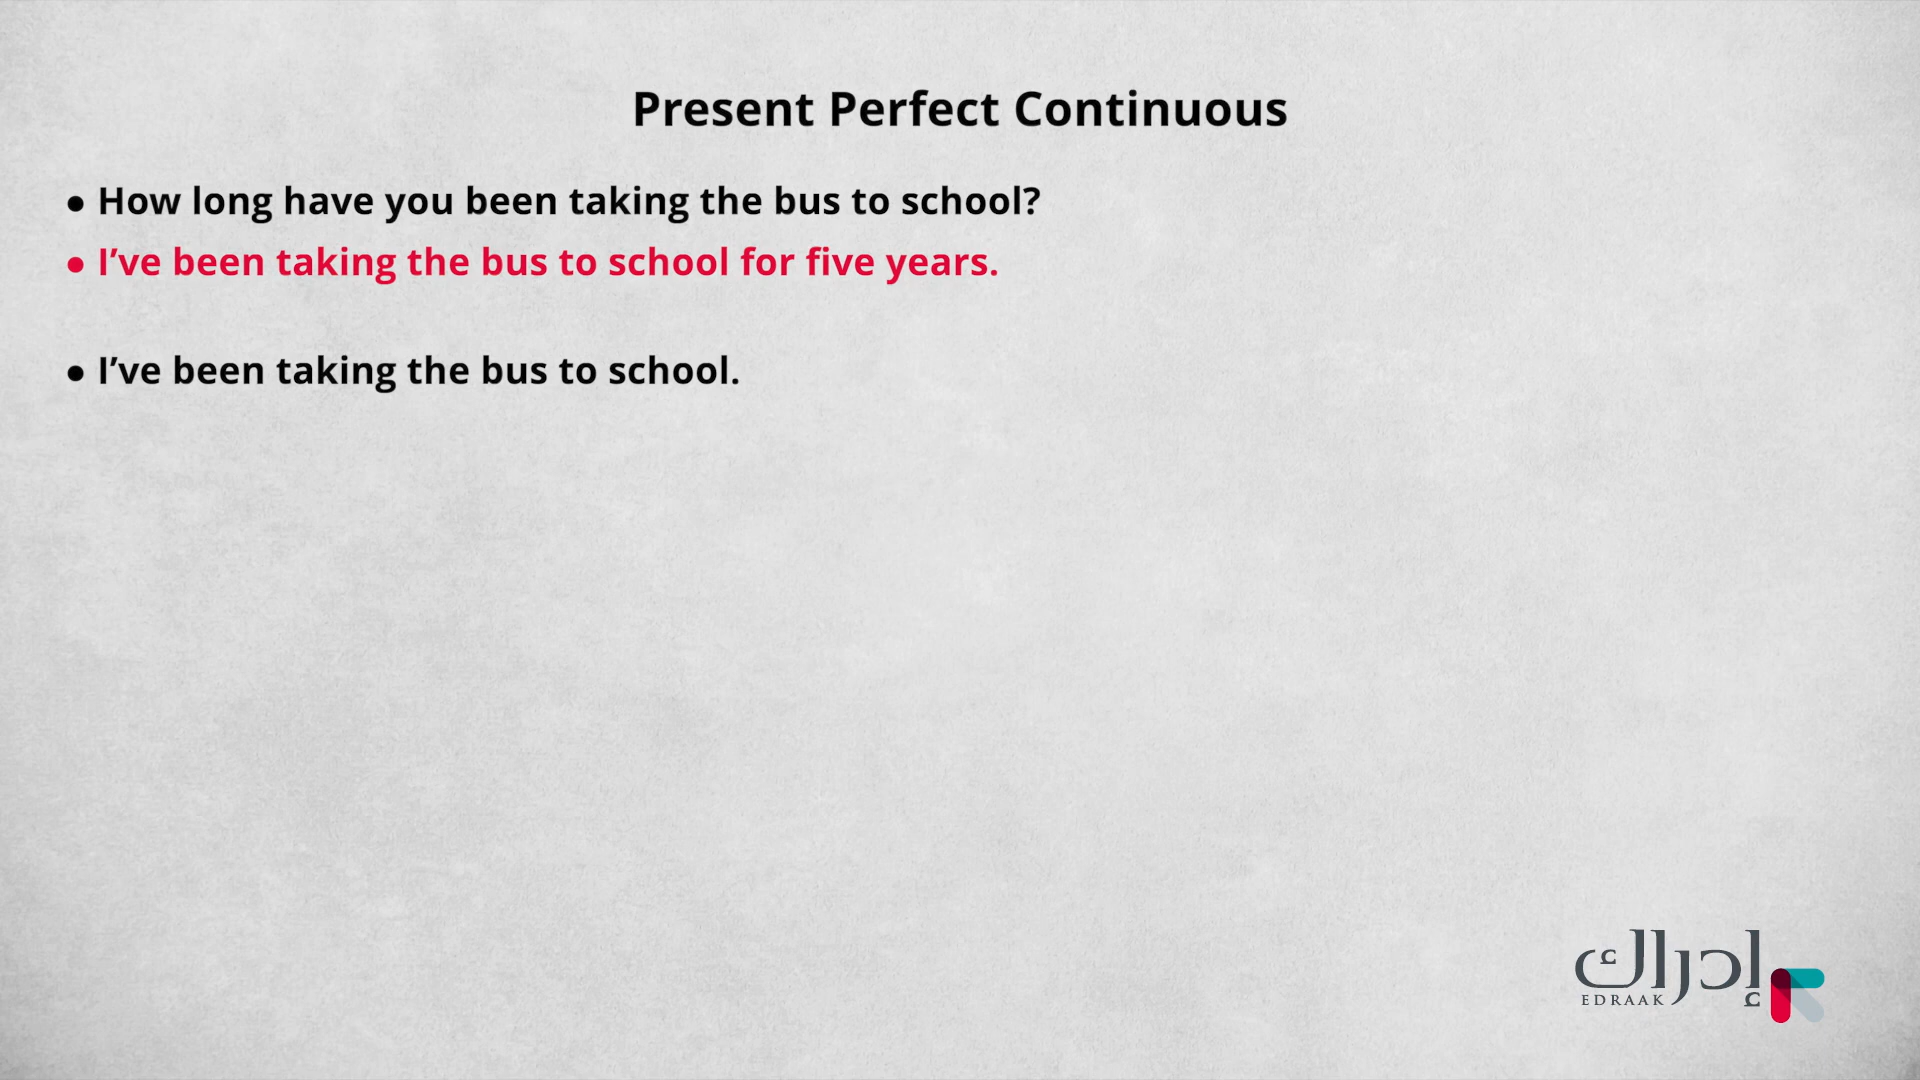 Present Perfect Continuous
● How long have you been taking the bus to school?
● I’ve been taking the bus to school for five years.
● I’ve been taking the bus to school.
إدراك
EDRAAK